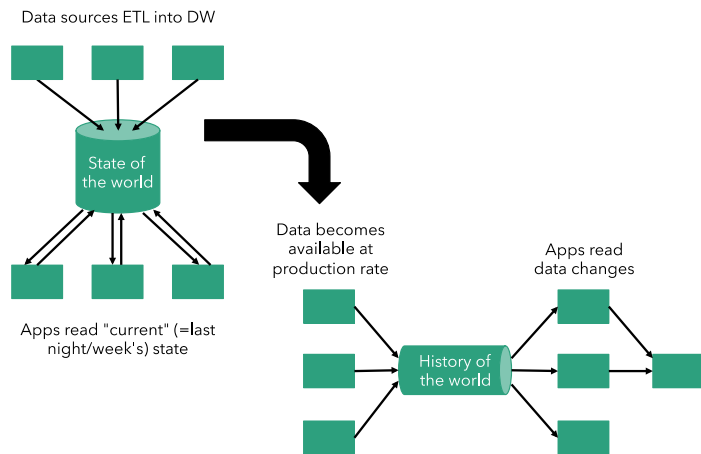 Data sources ETL into DW
State of
the world
Apps read "current" (=last
night/week's) state
Data becomes
available at
production rate
Apps read
data changes
History of
the world